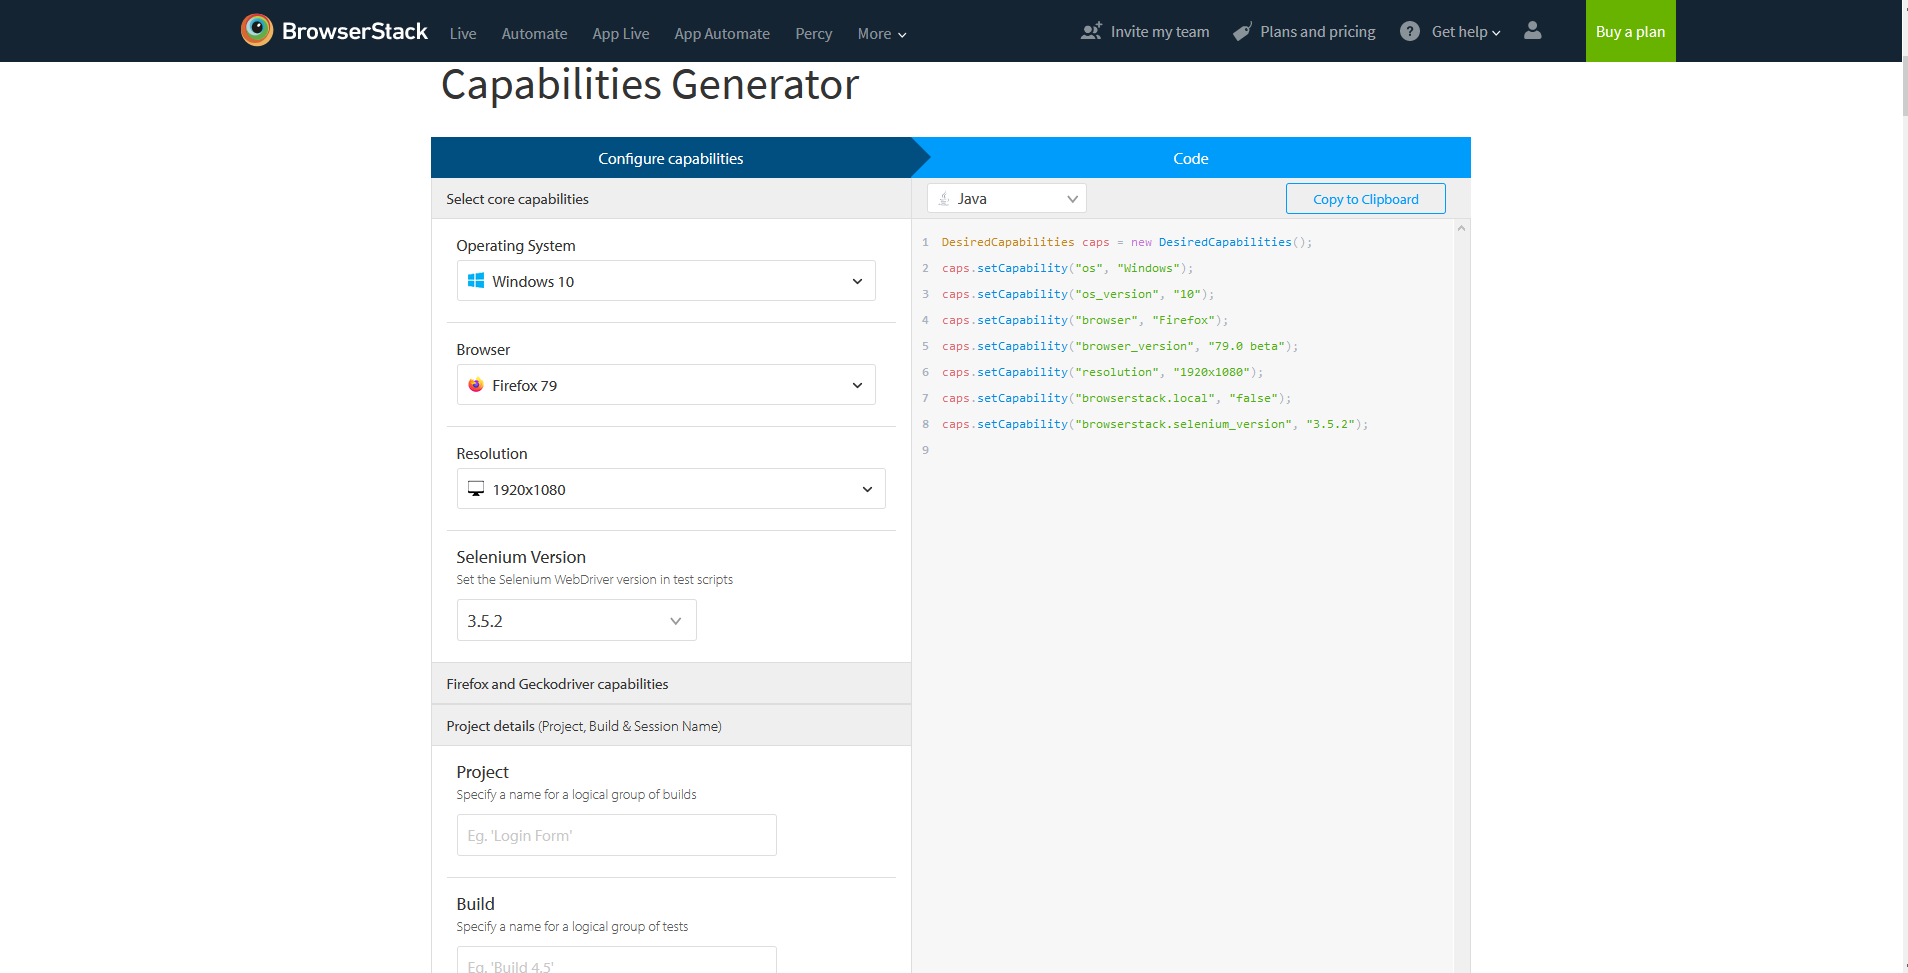 BrowserStack Live Automate App Live App Automate Percy More Invite my team Plans and pricing ? Get help Buy a plan
Capabilities Generator
Configure capabilities
Code
Select core capabilities
Java
Copy to Clipboard
Operating System
Windows 10
Browser
Firefox 79
Resolution
1920x1080
Selenium Version
Set the Selenium WebDriver version in test scripts
3.5.2
Firefox and Geckodriver capabilities
Project details (Project, Build & Session Name)
Project
Specify a name for a logical group of builds
Eg. 'Login Form'
Build
Specify a name for a logical group of tests
Eg. 'Build 4.5'
1 DesiredCapabilities caps = new DesiredCapabilities();
2 caps.setCapability("os", "Windows");
3 caps.setCapability("os_version", "10");
4 caps.setCapability("browser", "Firefox");
5 caps.setCapability("browser_version", "79.0 beta");
6 caps.setCapability("resolution", "1920x1080");
7 caps.setCapability("browserstack.local", "false");
8 caps.setCapability("browserstack.selenium_version", "3.5.2");
9